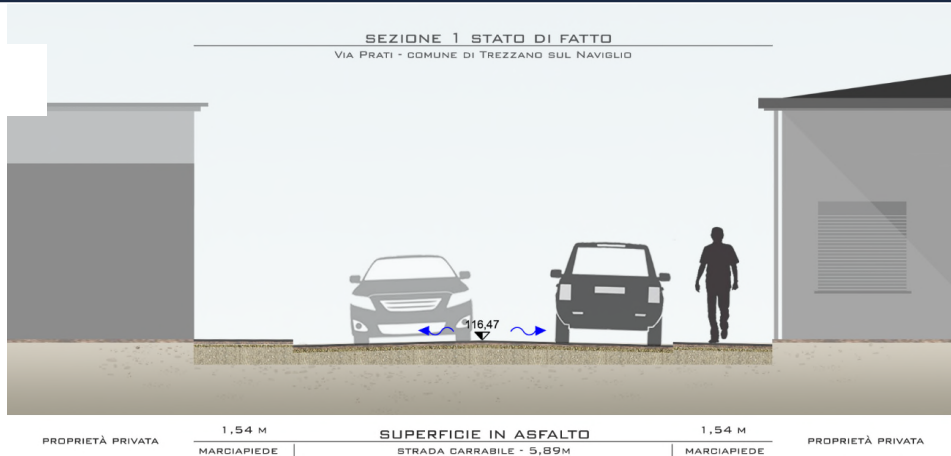 SEZIONE 1 STATO DI FATTO
VIA PRATI - COMUNE DI TREZZANO SUL NAVIGLIO
116,47
PROPRIETÀ PRIVATA
1,54 M
MARCIAPIEDE
SUPERFICIE IN ASFALTO
STRADA CARRABILE - 5,89M
1,54 M
MARCIAPIEDE
PROPRIETÀ PRIVATA